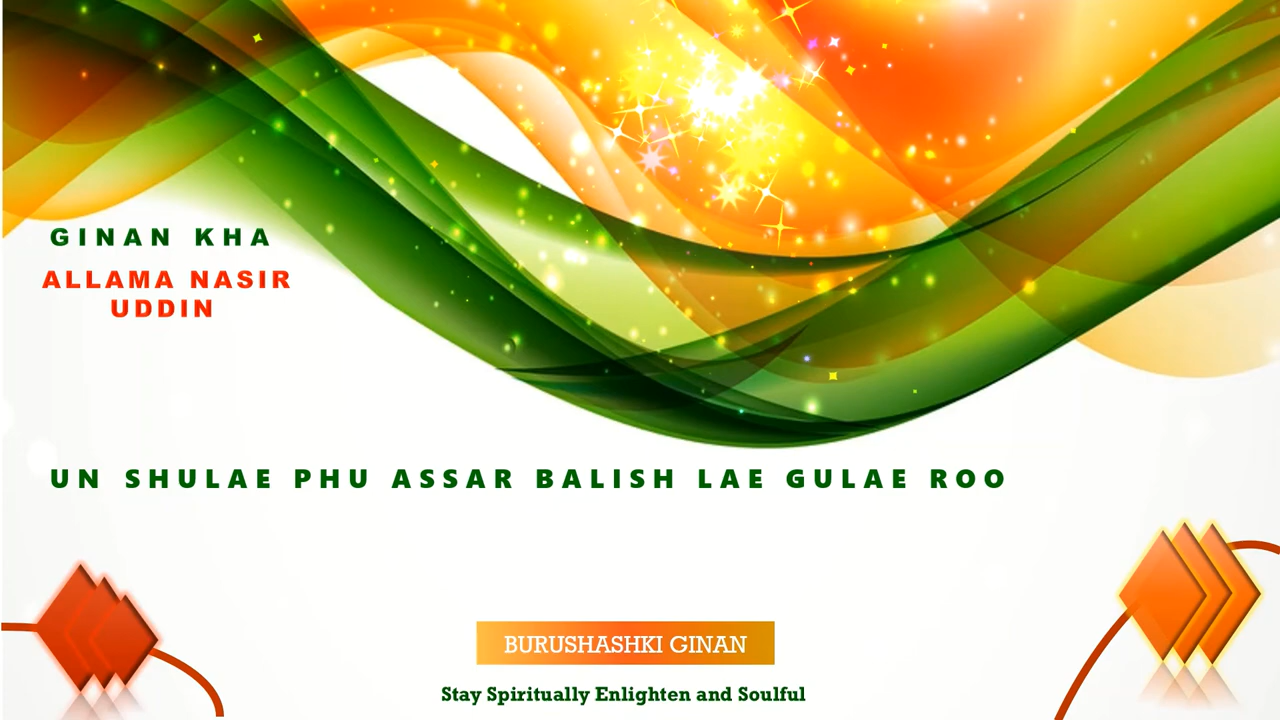 GINAN KHA
ALLAMA NASIR
UDDIN
UN SHULAE PHU ASSAR BALISH LAE GULAE ROO
BURUSHASHKI GINAN
Stay Spiritually Enlighten and Soulful